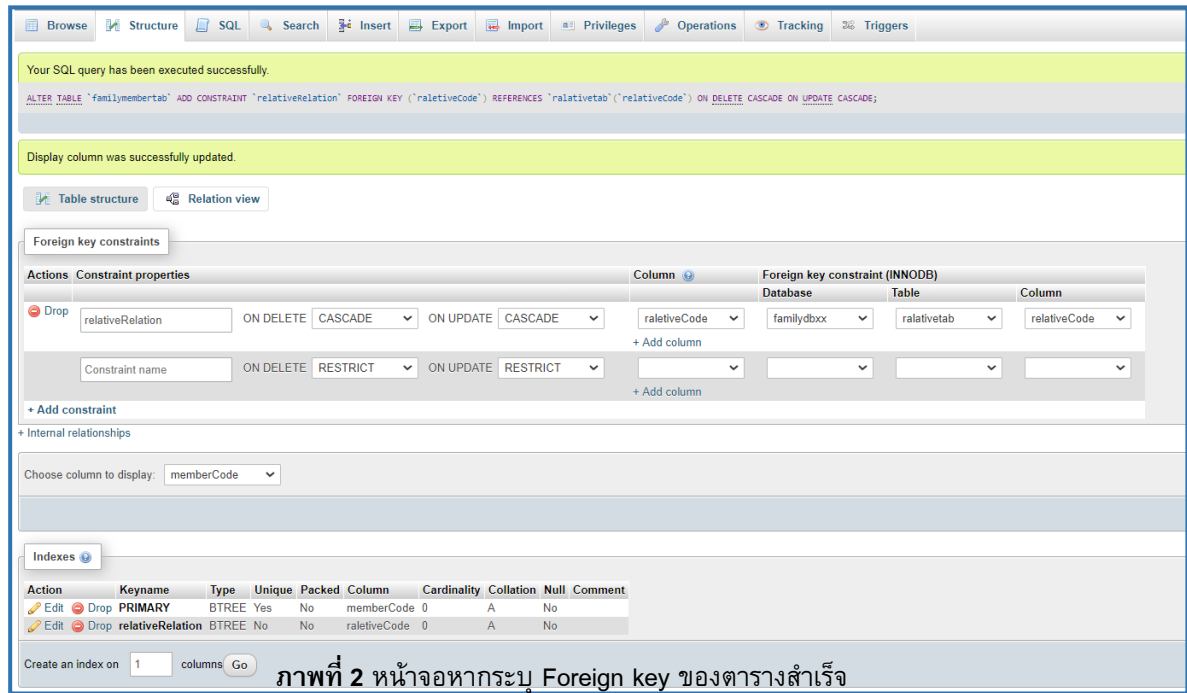 Browse Structure SQL Search Insert Export Import Privileges Operations Tracking Triggers
Your SQL query has been executed successfully.
ALTER TABLE `familymembertab` ADD CONSTRAINT `relativeRelation` FOREIGN KEY (`raletiveCode`) REFERENCES `ralativetab`(`relativeCode`) ON DELETE CASCADE ON UPDATE CASCADE;
Display column was successfully updated.
Table structure Relation view
Foreign key constraints
Actions Constraint properties Column Foreign key constraint (INNODB)
Database Table Column
Drop relativeRelation ON DELETE CASCADE ON UPDATE CASCADE raletiveCode familydbxx ralativetab relativeCode
+ Add column
Constraint name ON DELETE RESTRICT ON UPDATE RESTRICT
+ Add column
+ Add constraint
+ Internal relationships
Choose column to display: memberCode
Indexes
Action Keyname Type Unique Packed Column Cardinality Collation Null Comment
Edit Drop PRIMARY BTREE Yes No memberCode 0 A No
Edit Drop relativeRelation BTREE No No raletiveCode 0 A No
Create an index on 1 columns Go
ภาพที่ 2 หน้าจอหากระบุ Foreign key ของตารางสำเร็จ